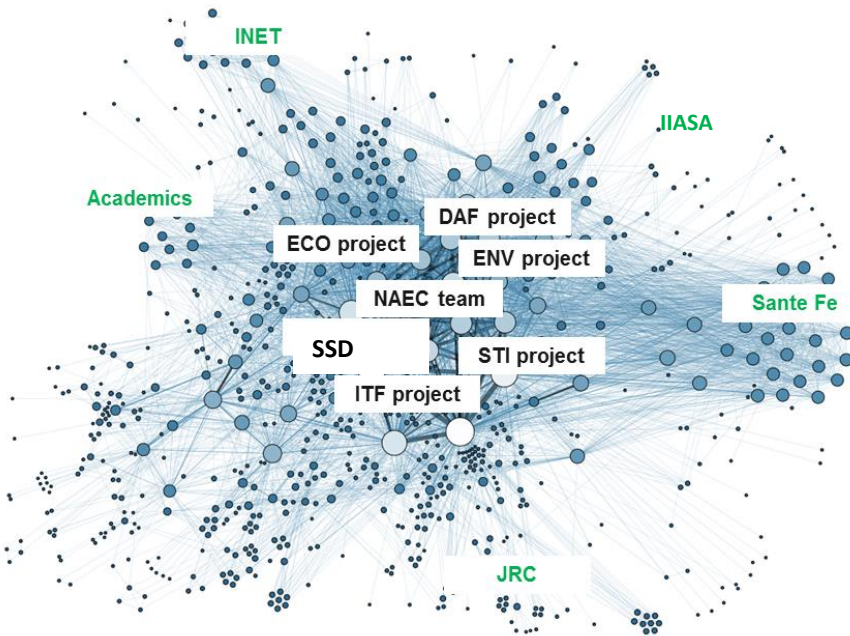 INET
IIASA
Academics
DAF project
ECO project
ENV project
NAEC team
Sante Fe
SSD
STI project
ITF project
JRC